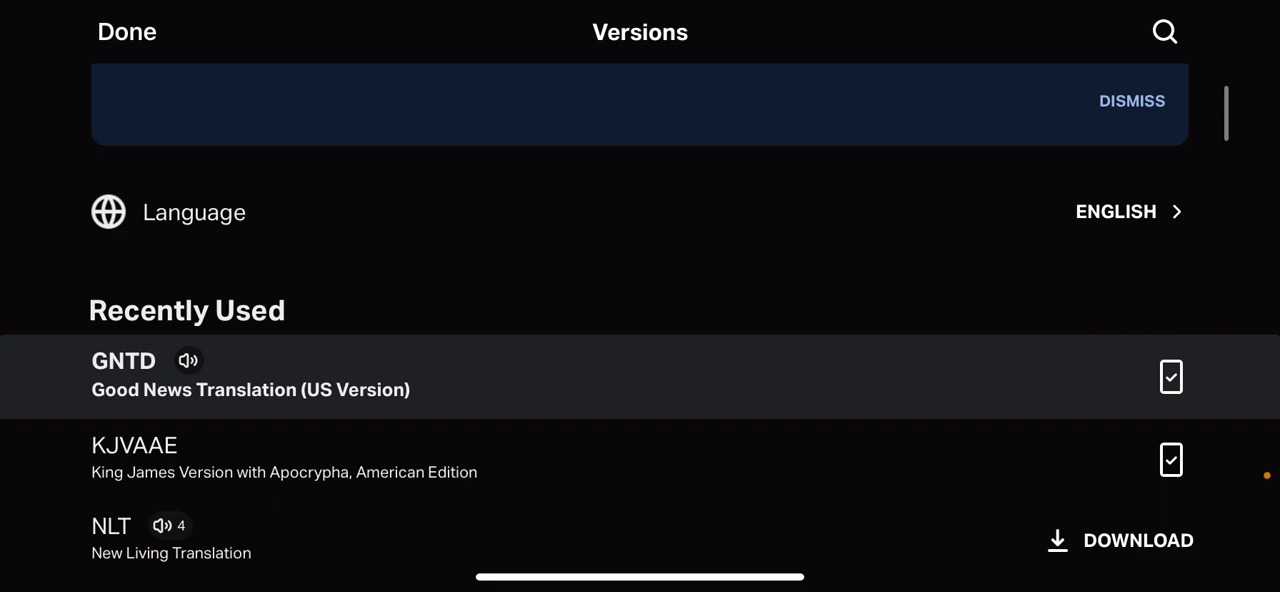 Done
Versions
DISMISS
Language
ENGLISH
Recently Used
GNTD
Good News Translation (US Version)
KJVAAE
King James Version with Apocrypha, American Edition
NLT 4
New Living Translation
DOWNLOAD